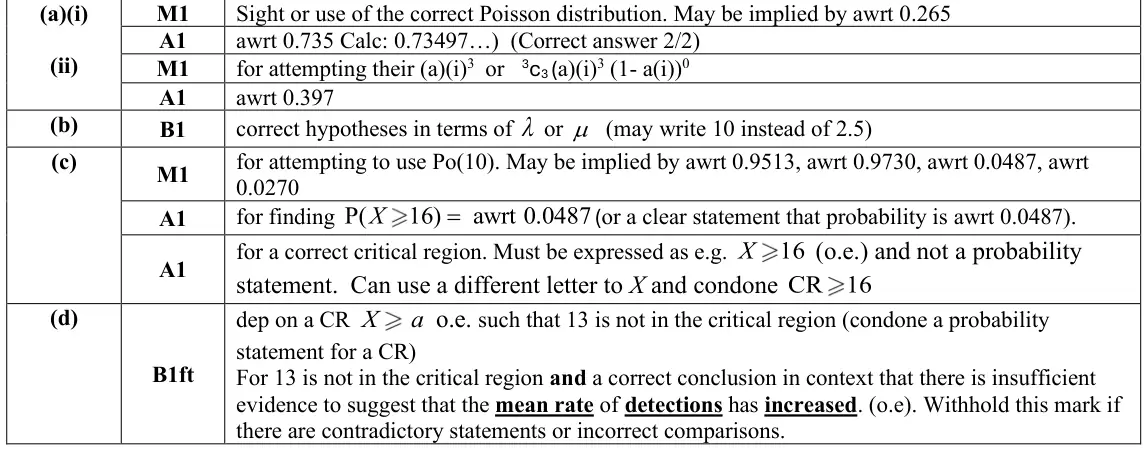 (a)(i) M1 Sight or use of the correct Poisson distribution. May be implied by awrt 0.265
A1 awrt 0.735 Calc: 0.73497…) (Correct answer 2/2)
(ii) M1 for attempting their (a)(i)³ or ³c₃(a)(i)³ (1- a(i))⁰
A1 awrt 0.397
(b) B1 correct hypotheses in terms of λ or μ (may write 10 instead of 2.5)
(c) M1 for attempting to use Po(10). May be implied by awrt 0.9513, awrt 0.9730, awrt 0.0487, awrt
0.0270
A1 for finding P(X⩾16) = awrt 0.0487 (or a clear statement that probability is awrt 0.0487).
A1 for a correct critical region. Must be expressed as e.g. X⩾16 (o.e.) and not a probability
statement. Can use a different letter to X and condone CR⩾16
(d) B1ft dep on a CR X⩾ a o.e. such that 13 is not in the critical region (condone a probability
statement for a CR)
For 13 is not in the critical region and a correct conclusion in context that there is insufficient
evidence to suggest that the mean rate of detections has increased. (o.e). Withhold this mark if
there are contradictory statements or incorrect comparisons.